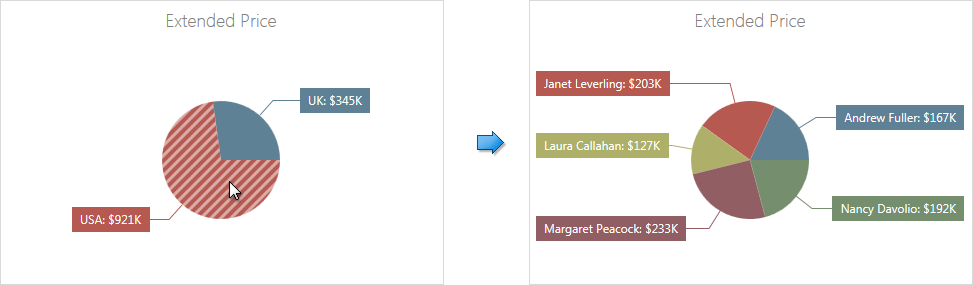 Extended Price
UK: $345K
USA: $921K
Extended Price
Janet Leverling: $203K
Andrew Fuller: $167K
Laura Callahan: $127K
Nancy Davolio: $192K
Margaret Peacock: $233K